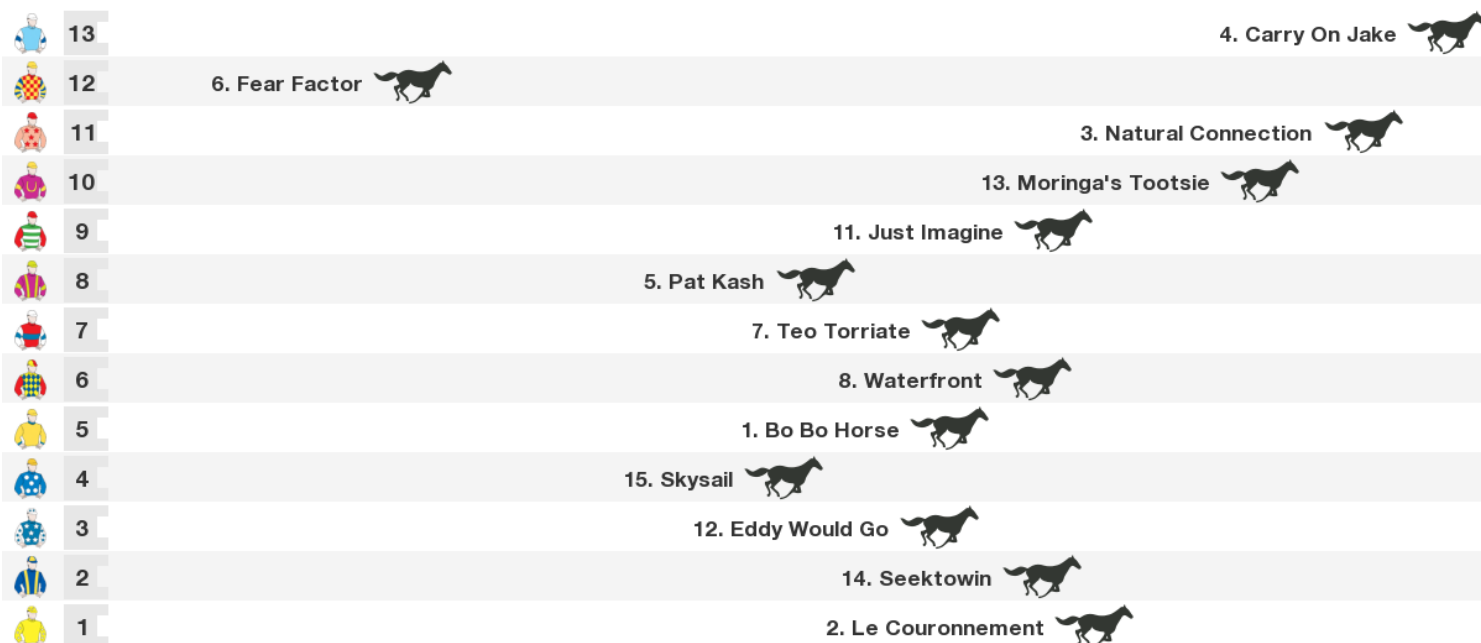 13 4. Carry On Jake
12 6. Fear Factor
11 3. Natural Connection
10 13. Moringa's Tootsie
9 11. Just Imagine
8 5. Pat Kash
7 7. Teo Torriate
6 8. Waterfront
5 1. Bo Bo Horse
4 15. Skysail
3 12. Eddy Would Go
2 14. Seektowin
1 2. Le Couronnement